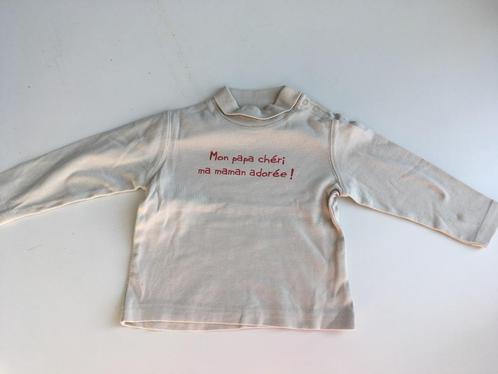 Mon papa chéri
ma maman adorée !